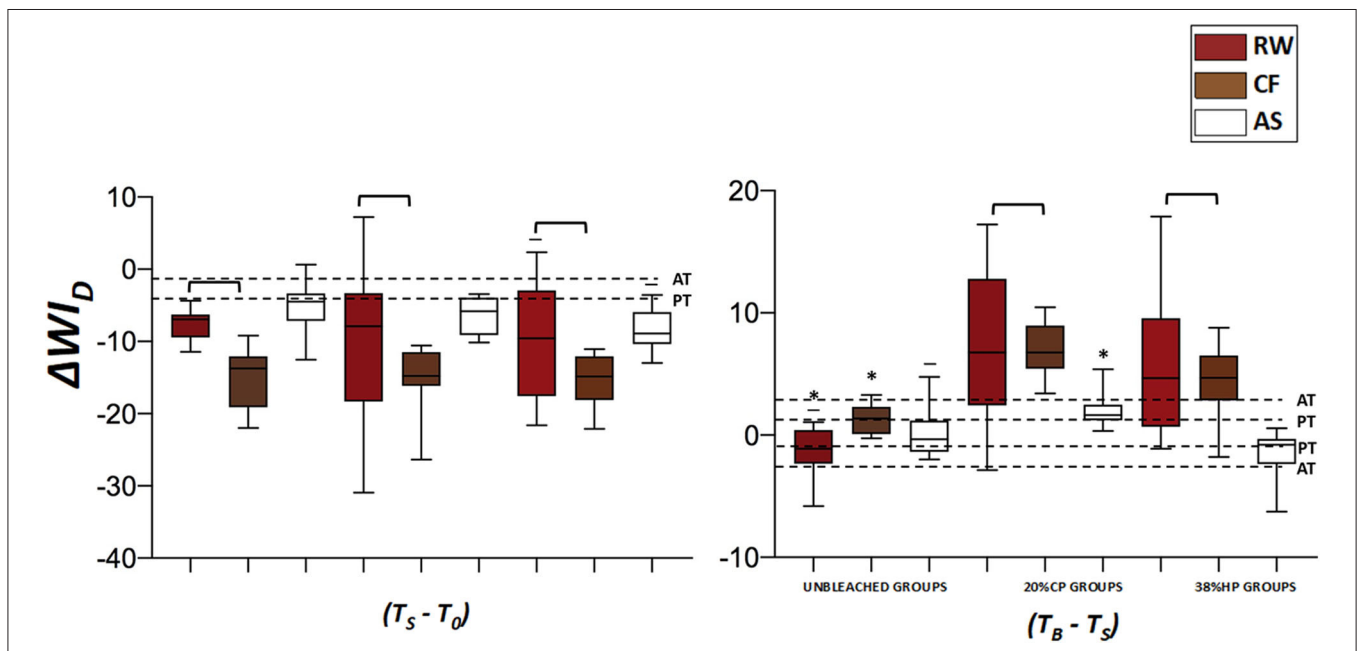 RW
CF
AS
10
0
-10
-20
-30
-40
ΔWI_D
AT
PT
(T_S - T_0)
20
10
0
-10
*
*
*
AT
PT
PT
AT
UNBLEACHED GROUPS
20%CP GROUPS
38%HP GROUPS
(T_B - T_S)